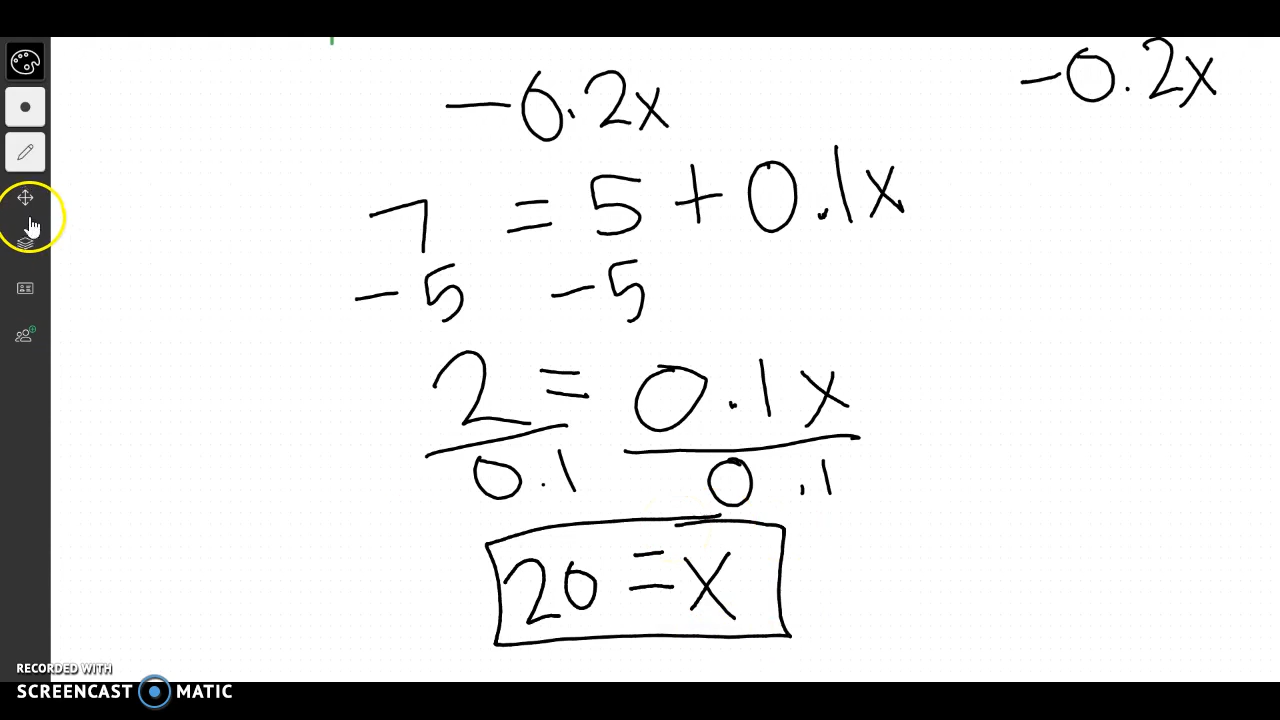 -0.2x -0.2x
7 = 5 + 0.1x
-5 -5
2 = 0.1x
0.1 0.1
20 = x
RECORDED WITH
SCREENCAST MATIC